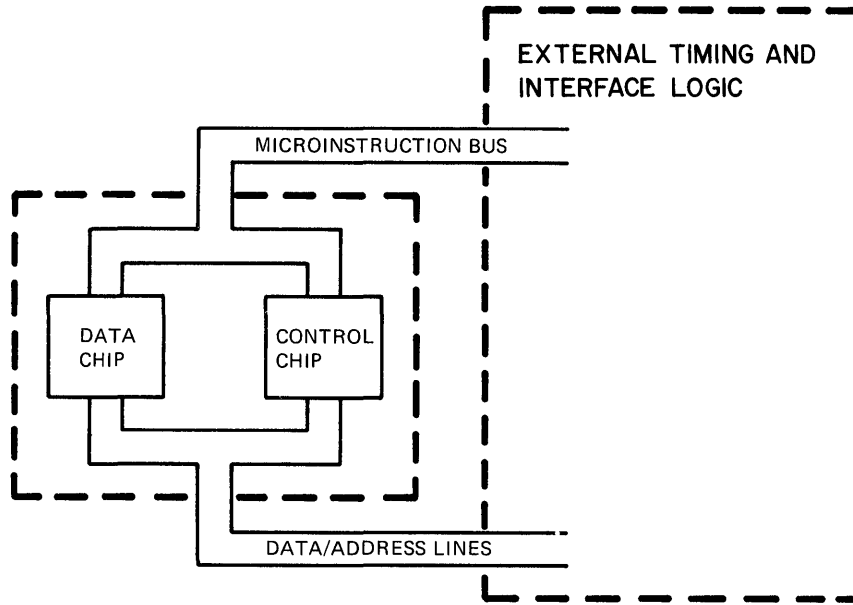 EXTERNAL TIMING AND
INTERFACE LOGIC
MICROINSTRUCTION BUS
DATA
CHIP
CONTROL
CHIP
DATA/ADDRESS LINES